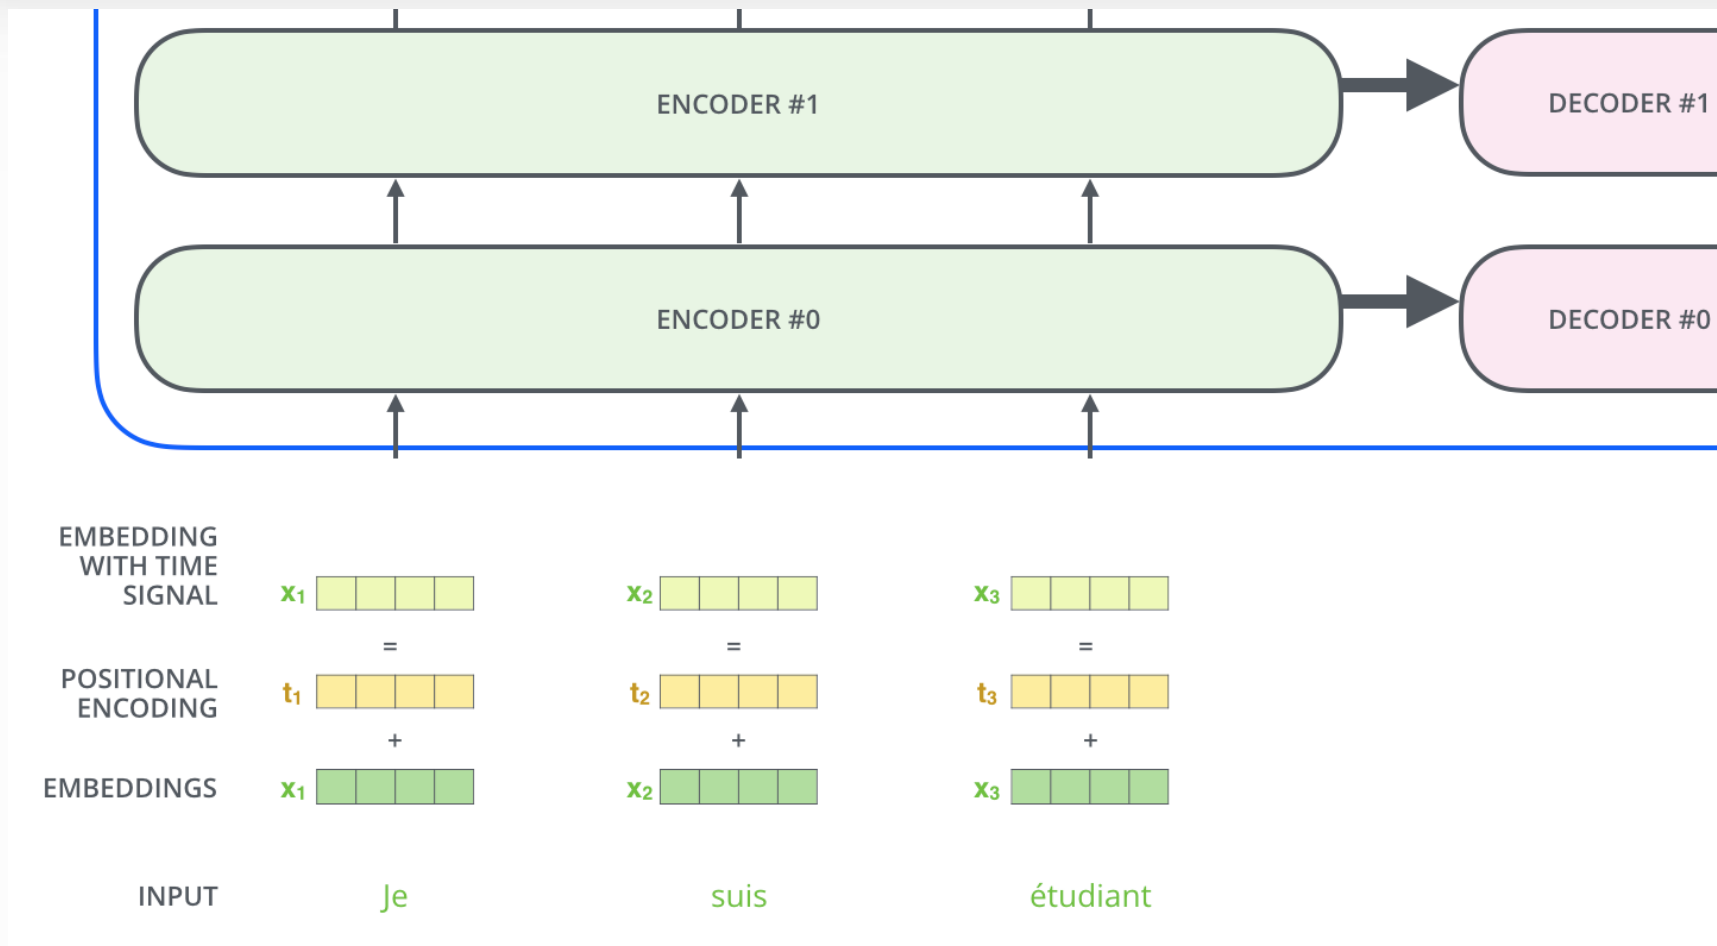 ENCODER #1
DECODER #1
ENCODER #0
DECODER #0
EMBEDDING
WITH TIME
SIGNAL
x1
x2
x3
= = =
POSITIONAL
ENCODING
t1
t2
t3
+ + +
EMBEDDINGS
x1
x2
x3
INPUT
Je
suis
étudiant